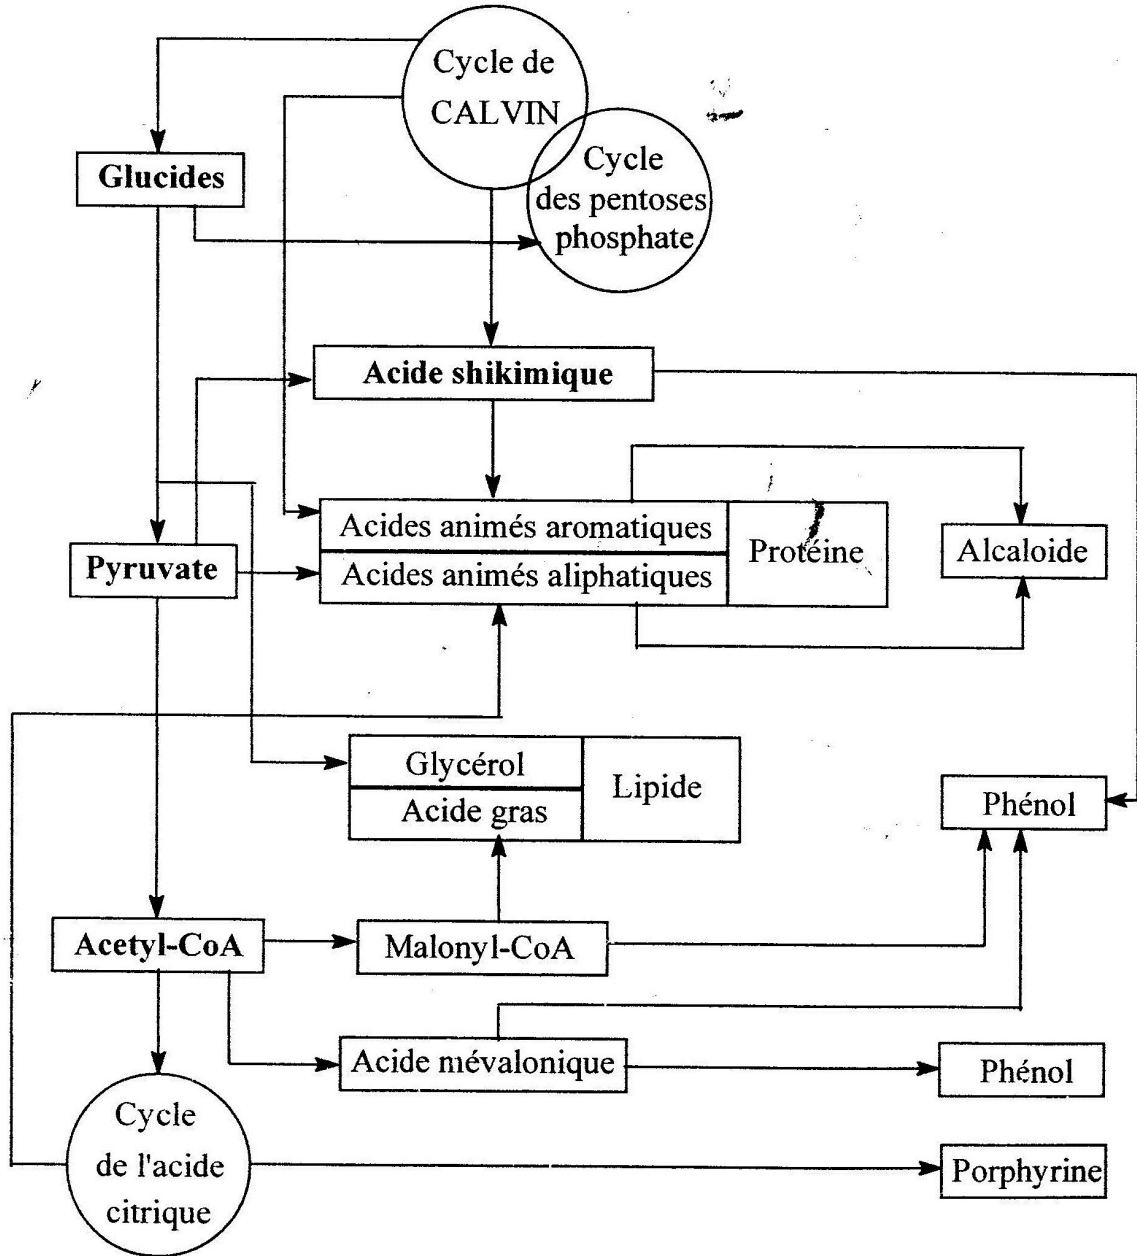 Cycle de
CALVIN
Cycle
des pentoses
phosphate
Glucides
Acide shikimique
Acides animés aromatiques
Acides animés aliphatiques
Protéine
Alcaloide
Pyruvate
Glycérol
Acide gras
Lipide
Phénol
Acetyl-CoA
Malonyl-CoA
Acide mévalonique
Phénol
Cycle
de l'acide
citrique
Porphyrine